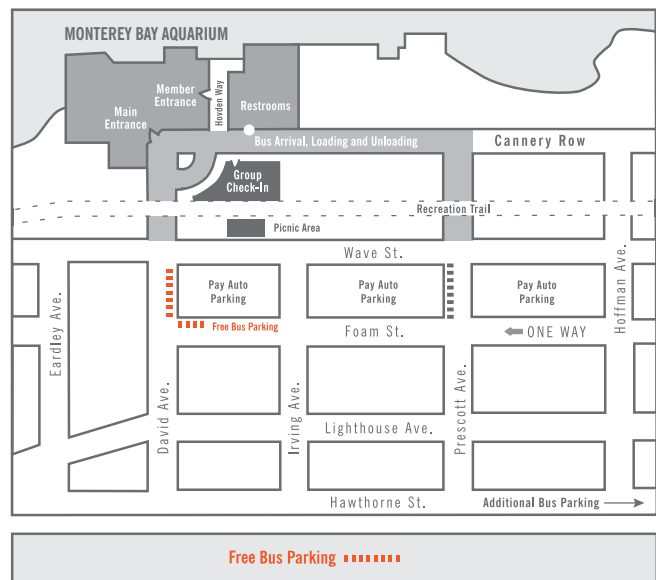 MONTEREY BAY AQUARIUM
Member
Entrance
Hovden Way
Restrooms
Main
Entrance
Bus Arrival, Loading and Unloading
Cannery Row
Group
Check-In
Recreation Trail
Picnic Area
Wave St.
Pay Auto
Parking
Pay Auto
Parking
Pay Auto
Parking
Hoffman Ave.
Eardley Ave.
Free Bus Parking
Foam St.
ONE WAY
David Ave.
Irving Ave.
Prescott Ave.
Lighthouse Ave.
Hawthorne St.
Additional Bus Parking
Free Bus Parking